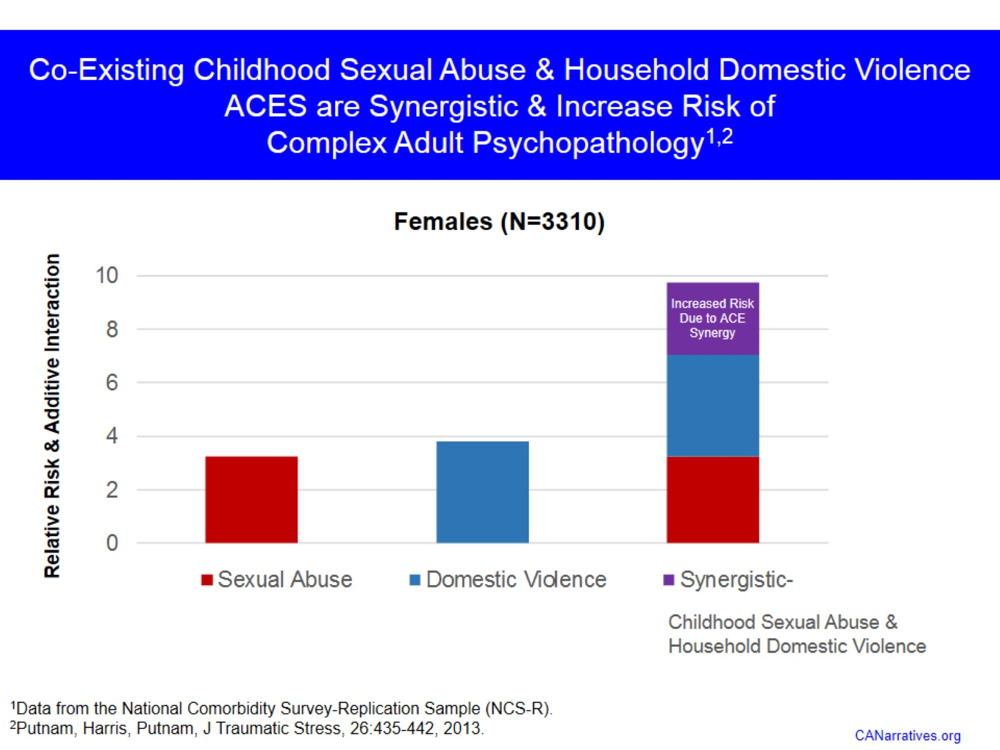 Co-Existing Childhood Sexual Abuse & Household Domestic Violence
ACES are Synergistic & Increase Risk of
Complex Adult Psychopathology1,2
Females (N=3310)
Relative Risk & Additive Interaction
10
8
6
4
2
0
Increased Risk
Due to ACE
Synergy
Sexual Abuse
Domestic Violence
Synergistic-
Childhood Sexual Abuse &
Household Domestic Violence
1Data from the National Comorbidity Survey-Replication Sample (NCS-R).
2Putnam, Harris, Putnam, J Traumatic Stress, 26:435-442, 2013.
CANarratives.org